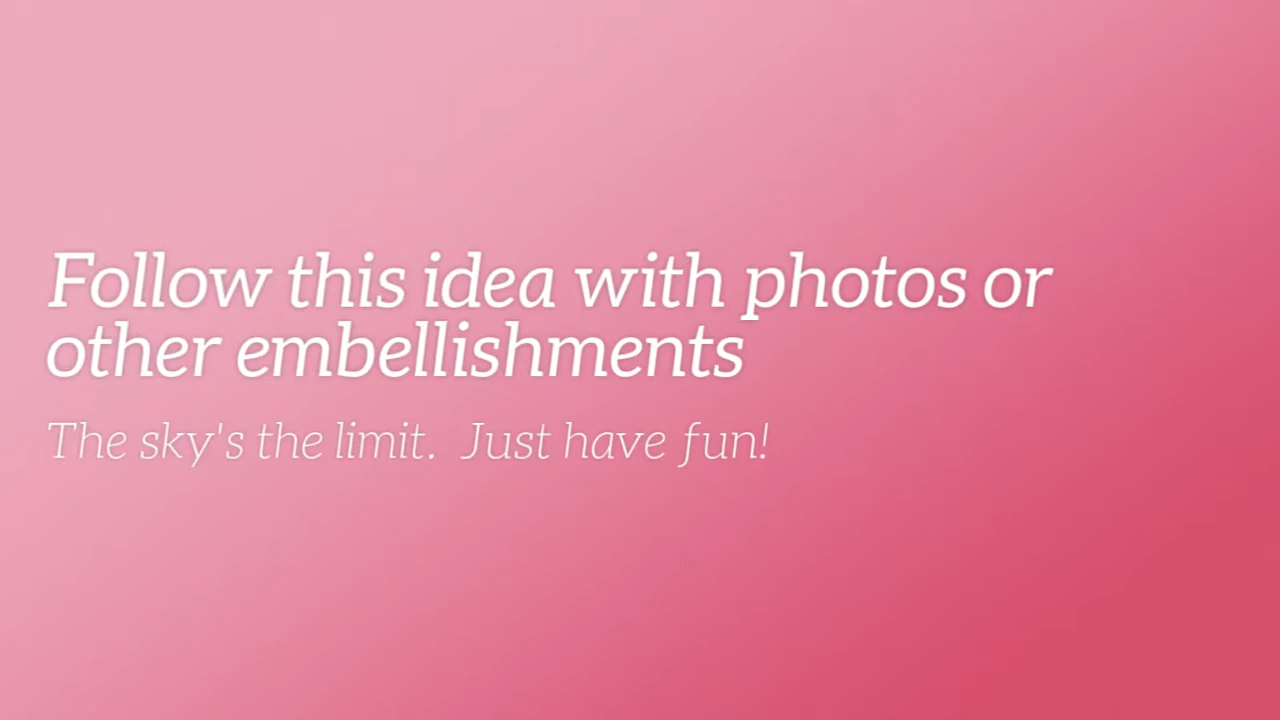 Follow this idea with photos or
other embellishments
The sky's the limit.  Just have fun!